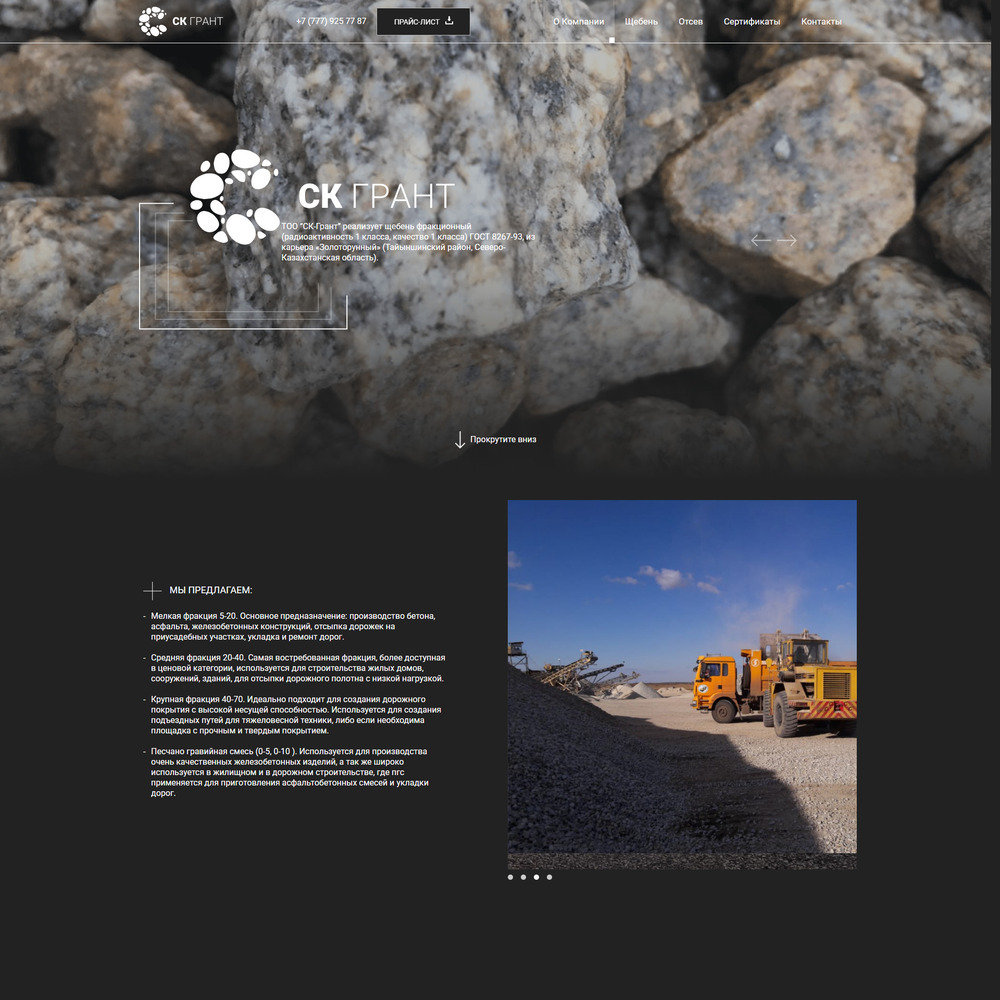 СК ГРАНТ
+7 (777) 925 77 87
ПРАЙС-ЛИСТ
О Компании
Щебень
Отсев
Сертификаты
Контакты
СК ГРАНТ
ТОО "СК-Грант" реализует щебень фракционный
(радиоактивность 1 класса, качество 1 класса) ГОСТ 8267-93, из
карьера «Золоторунный» (Тайыншинский район, Северо-
Казахстанская область).
Прокрутите вниз
МЫ ПРЕДЛАГАЕМ:
- Мелкая фракция 5-20. Основное предназначение: производство бетона,
асфальта, железобетонных конструкций, отсыпка дорожек на
приусадебных участках, укладка и ремонт дорог.
- Средняя фракция 20-40. Самая востребованная фракция, более доступная
в ценовой категории, используется для строительства жилых домов,
сооружений, зданий, для отсыпки дорожного полотна с низкой нагрузкой.
- Крупная фракция 40-70. Идеально подходит для создания дорожного
покрытия с высокой несущей способностью. Используется для создания
подъездных путей для тяжеловесной техники, либо если необходима
площадка с прочным и твердым покрытием.
- Песчано гравийная смесь (0-5, 0-10 ). Используется для производства
очень качественных железобетонных изделий, а так же широко
используется в жилищном и в дорожном строительстве, где пгс
применяется для приготовления асфальтобетонных смесей и укладки
дорог.